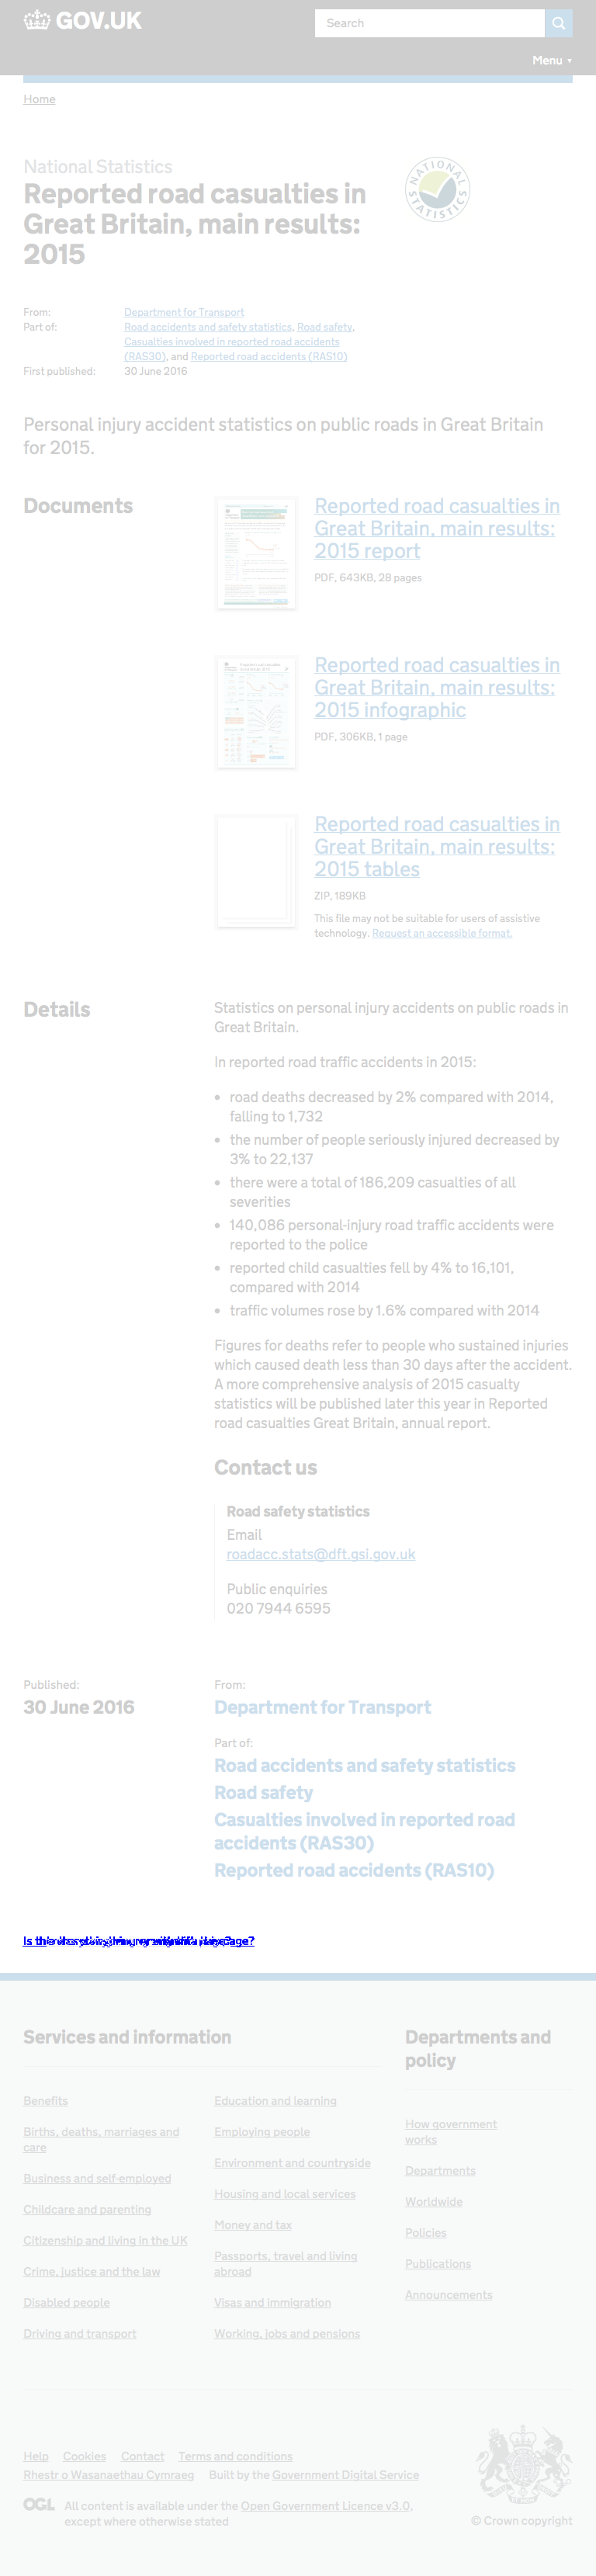 GOV.UK
Search
Menu ▼
Home
National Statistics
Reported road casualties in
Great Britain, main results:
2015
NATIONAL STATISTICS
From: Department for Transport
Part of: Road accidents and safety statistics, Road safety,
Casualties involved in reported road accidents
(RAS30), and Reported road accidents (RAS10)
First published: 30 June 2016
Personal injury accident statistics on public roads in Great Britain
for 2015.
Documents
Reported road casualties in
Great Britain, main results:
2015 report
PDF, 643KB, 28 pages
Reported road casualties in
Great Britain, main results:
2015 infographic
PDF, 306KB, 1 page
Reported road casualties in
Great Britain, main results:
2015 tables
ZIP, 189KB
This file may not be suitable for users of assistive
technology. Request an accessible format.
Details
Statistics on personal injury accidents on public roads in
Great Britain.
In reported road traffic accidents in 2015:
• road deaths decreased by 2% compared with 2014,
falling to 1,732
• the number of people seriously injured decreased by
3% to 22,137
• there were a total of 186,209 casualties of all
severities
• 140,086 personal-injury road traffic accidents were
reported to the police
• reported child casualties fell by 4% to 16,101,
compared with 2014
• traffic volumes rose by 1.6% compared with 2014
Figures for deaths refer to people who sustained injuries
which caused death less than 30 days after the accident.
A more comprehensive analysis of 2015 casualty
statistics will be published later this year in Reported
road casualties Great Britain, annual report.
Contact us
Road safety statistics
Email
roadacc.stats@dft.gsi.gov.uk
Public enquiries
020 7944 6595
Published:
30 June 2016
From:
Department for Transport
Part of:
Road accidents and safety statistics
Road safety
Casualties involved in reported road
accidents (RAS30)
Reported road accidents (RAS10)
Services and information
Benefits
Births, deaths, marriages and
care
Business and self-employed
Childcare and parenting
Citizenship and living in the UK
Crime, justice and the law
Disabled people
Driving and transport
Education and learning
Employing people
Environment and countryside
Housing and local services
Money and tax
Passports, travel and living
abroad
Visas and immigration
Working, jobs and pensions
Departments and
policy
How government
works
Departments
Worldwide
Policies
Publications
Announcements
Help Cookies Contact Terms and conditions
Rhestr o Wasanaethau Cymraeg Built by the Government Digital Service
OGL All content is available under the Open Government Licence v3.0,
except where otherwise stated
© Crown copyright